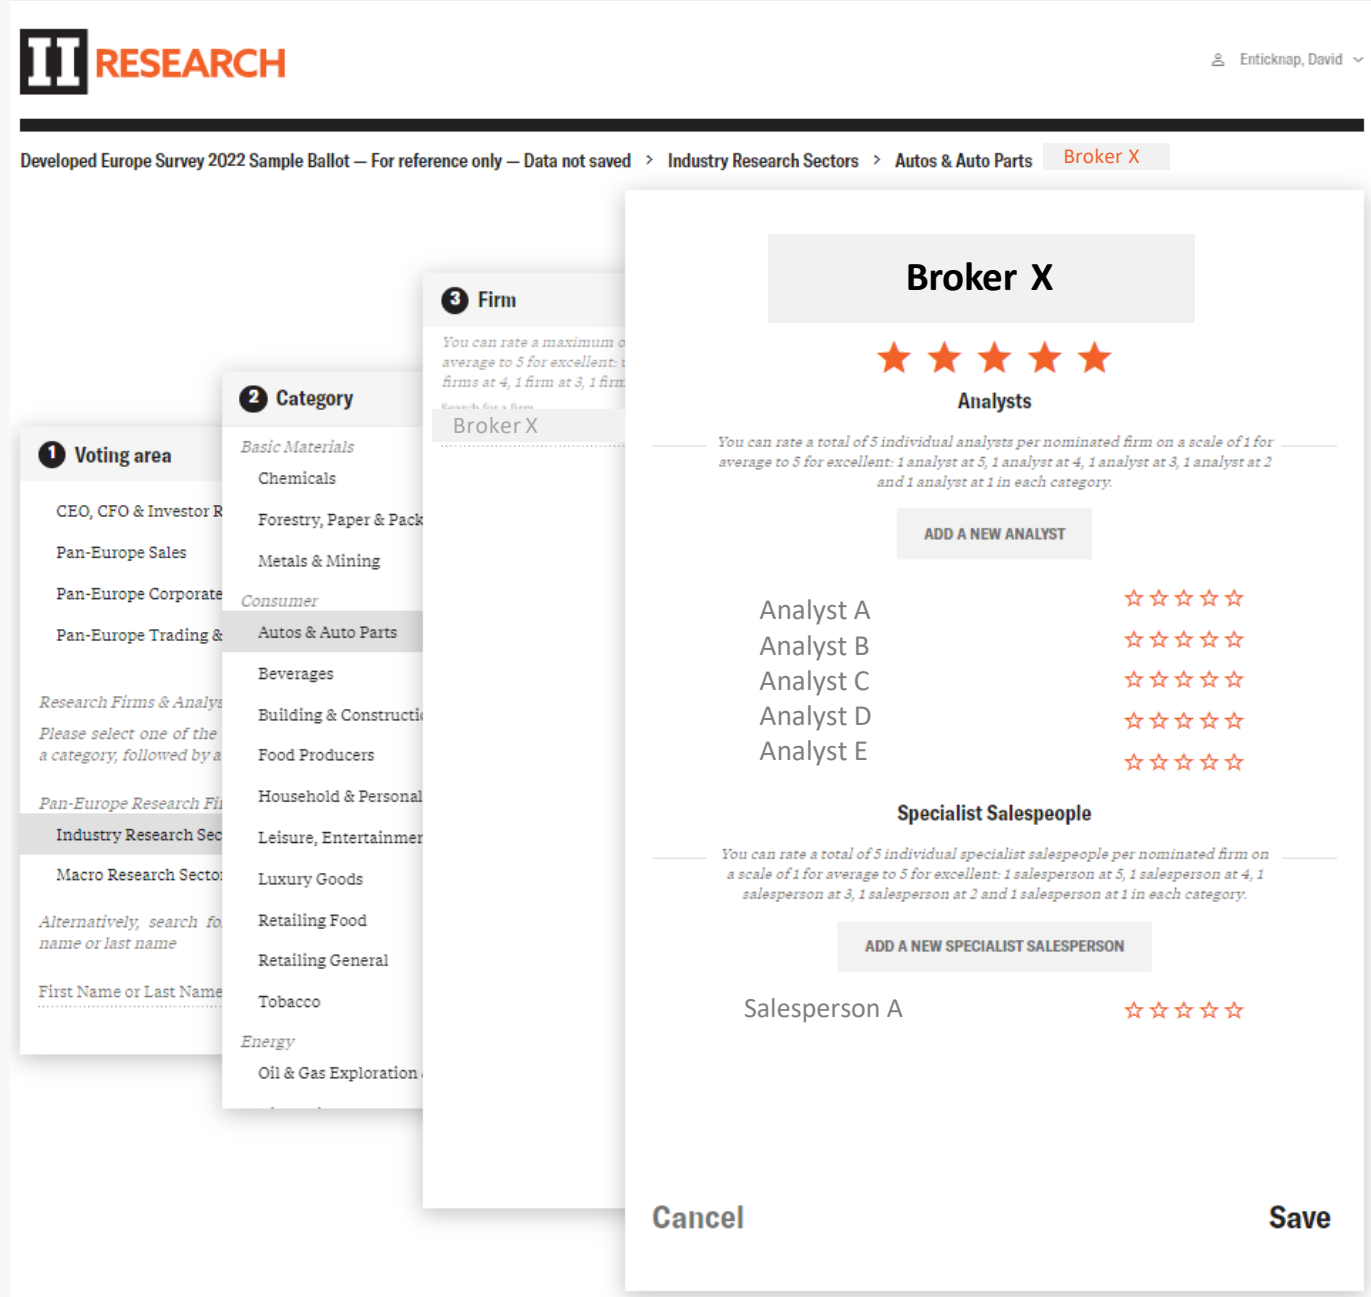 II RESEARCH
Enticknap, David
Developed Europe Survey 2022 Sample Ballot — For reference only — Data not saved > Industry Research Sectors > Autos & Auto Parts Broker X
1 Voting area
CEO, CFO & Investor R
Pan-Europe Sales
Pan-Europe Corporate
Pan-Europe Trading &
Research Firms & Analys
Please select one of the
a category, followed by a
Pan-Europe Research Fi
Industry Research Sec
Macro Research Sector
Alternatively, search fo
name or last name
First Name or Last Name
2 Category
Basic Materials
Chemicals
Forestry, Paper & Pack
Metals & Mining
Consumer
Autos & Auto Parts
Beverages
Building & Constructi
Food Producers
Household & Personal
Leisure, Entertainmen
Luxury Goods
Retailing Food
Retailing General
Tobacco
Energy
Oil & Gas Exploration
3 Firm
You can rate a maximum o
average to 5 for excellent:
firms at 4, 1 firm at 3, 1 firm
Search for a firm
Broker X
Broker X
Analysts
You can rate a total of 5 individual analysts per nominated firm on a scale of 1 for
average to 5 for excellent: 1 analyst at 5, 1 analyst at 4, 1 analyst at 3, 1 analyst at 2
and 1 analyst at 1 in each category.
ADD A NEW ANALYST
Analyst A
Analyst B
Analyst C
Analyst D
Analyst E
Specialist Salespeople
You can rate a total of 5 individual specialist salespeople per nominated firm on
a scale of 1 for average to 5 for excellent: 1 salesperson at 5, 1 salesperson at 4, 1
salesperson at 3, 1 salesperson at 2 and 1 salesperson at 1 in each category.
ADD A NEW SPECIALIST SALESPERSON
Salesperson A
Cancel
Save